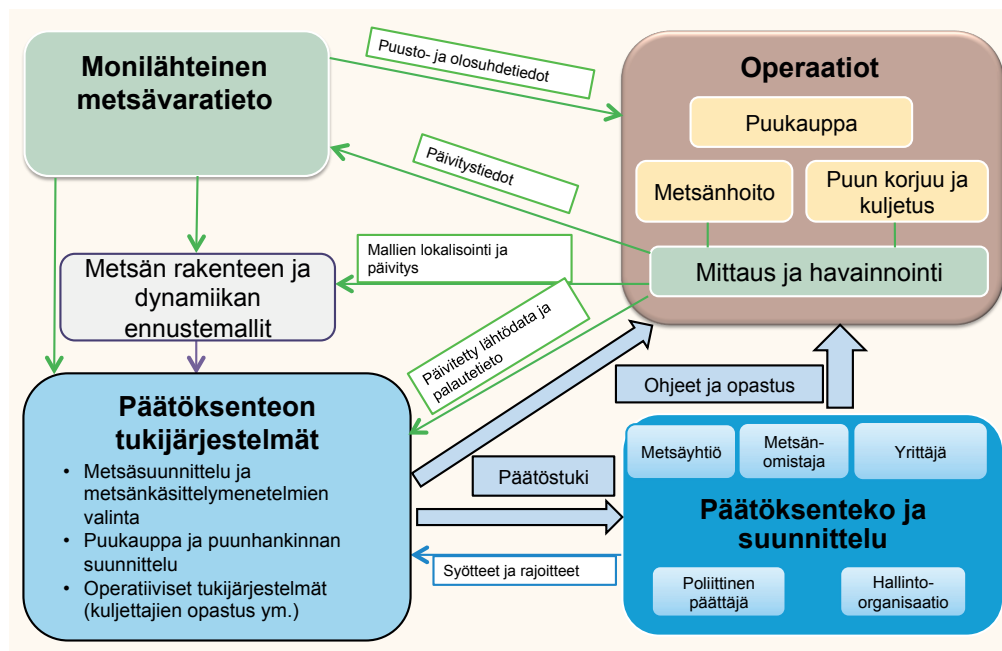 Monilähteinen
metsävaratieto
Puusto- ja olosuhdetiedot
Operaatiot
Puukauppa
Päivitystiedot
Metsänhoito
Puun korjuu ja
kuljetus
Mallien lokalisointi ja
päivitys
Mittaus ja havainnointi
Metsän rakenteen ja
dynamiikan
ennustemallit
Päivitetty lähtödata ja
palautetieto
Ohjeet ja opastus
Päätöksenteon
tukijärjestelmät
• Metsäsuunnittelu ja
metsänkäsittelymenetelmien
valinta
• Puukauppa ja puunhankinnan
suunnittelu
• Operatiiviset tukijärjestelmät
(kuljettajien opastus ym.)
Päätöstuki
Syötteet ja rajoitteet
Metsäyhtiö
Metsän-
omistaja
Yrittäjä
Päätöksenteko ja
suunnittelu
Poliittinen
päättäjä
Hallinto-
organisaatio